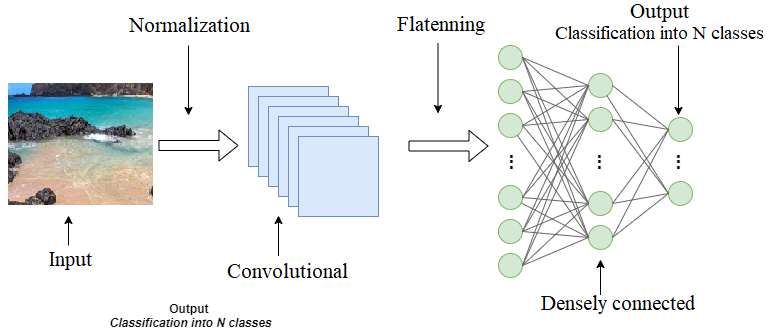 Normalization
Flatenning
Output
Classification into N classes
Input
Convolutional
Densely connected
Output
Classification into N classes